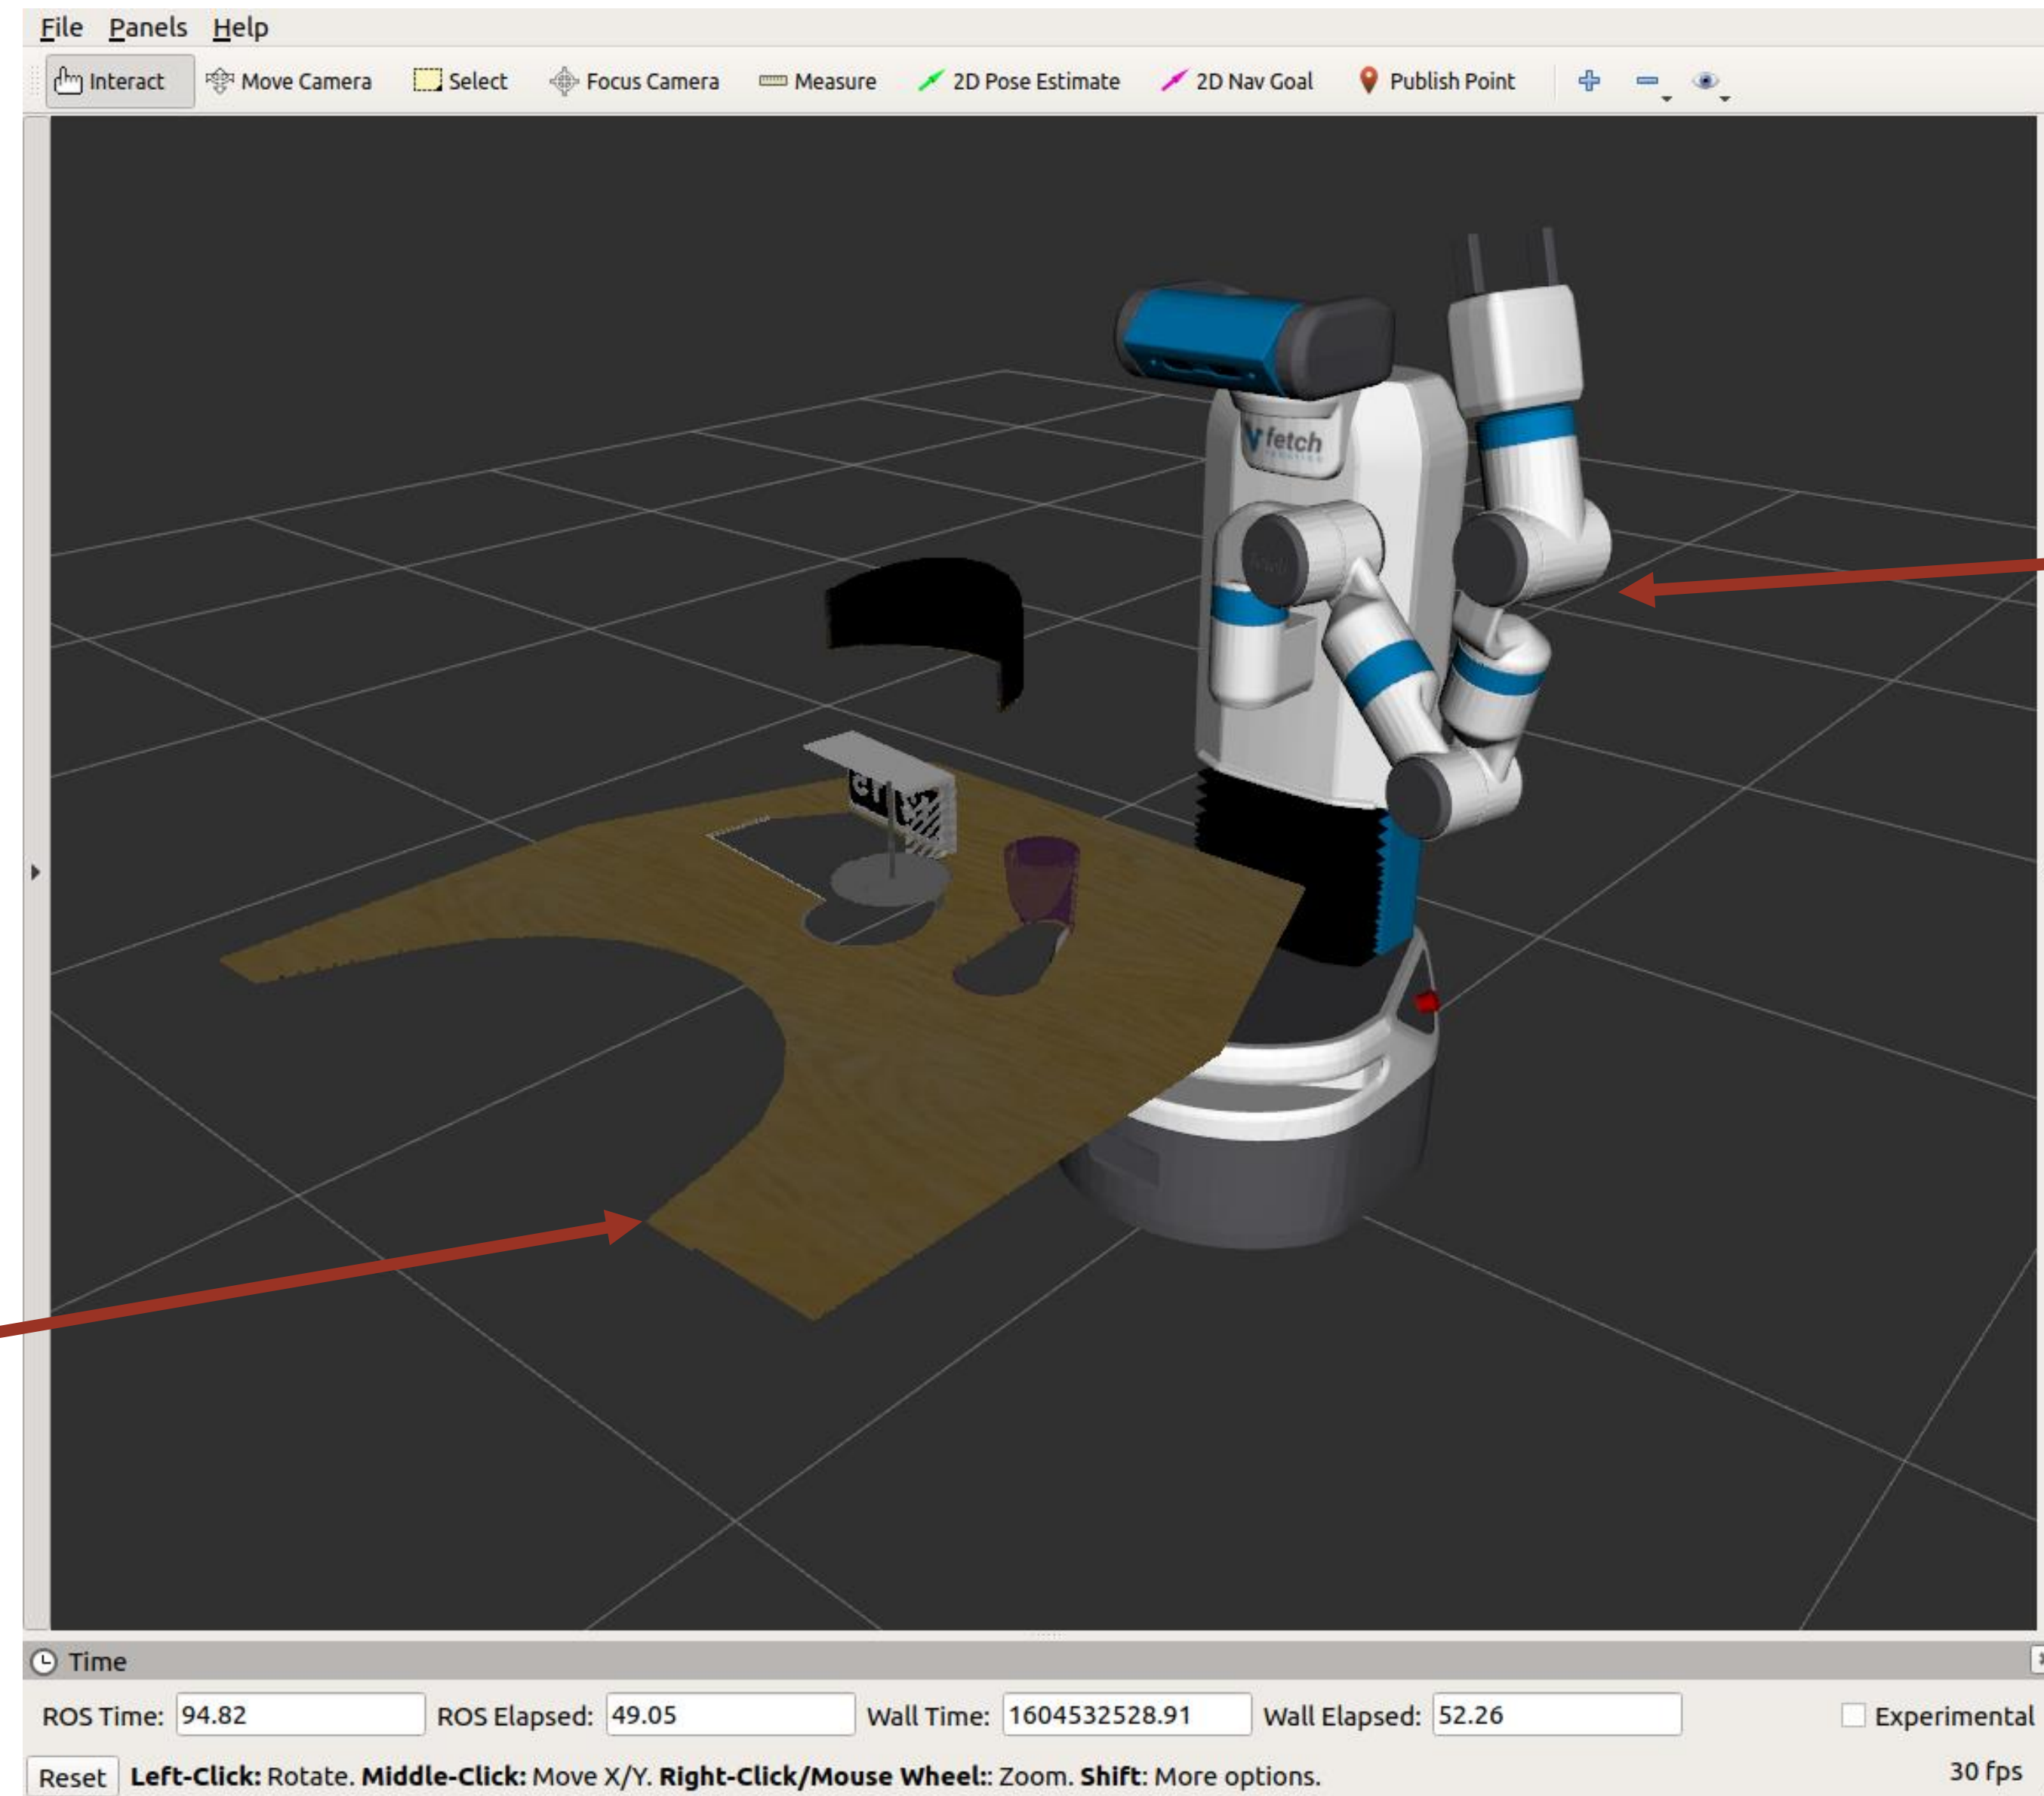 File Panels Help
Interact Move Camera Select Focus Camera Measure 2D Pose Estimate 2D Nav Goal Publish Point
fetch
Time
ROS Time: 94.82 ROS Elapsed: 49.05 Wall Time: 1604532528.91 Wall Elapsed: 52.26 Experimental
Reset Left-Click: Rotate. Middle-Click: Move X/Y. Right-Click/Mouse Wheel:: Zoom. Shift: More options. 30 fps